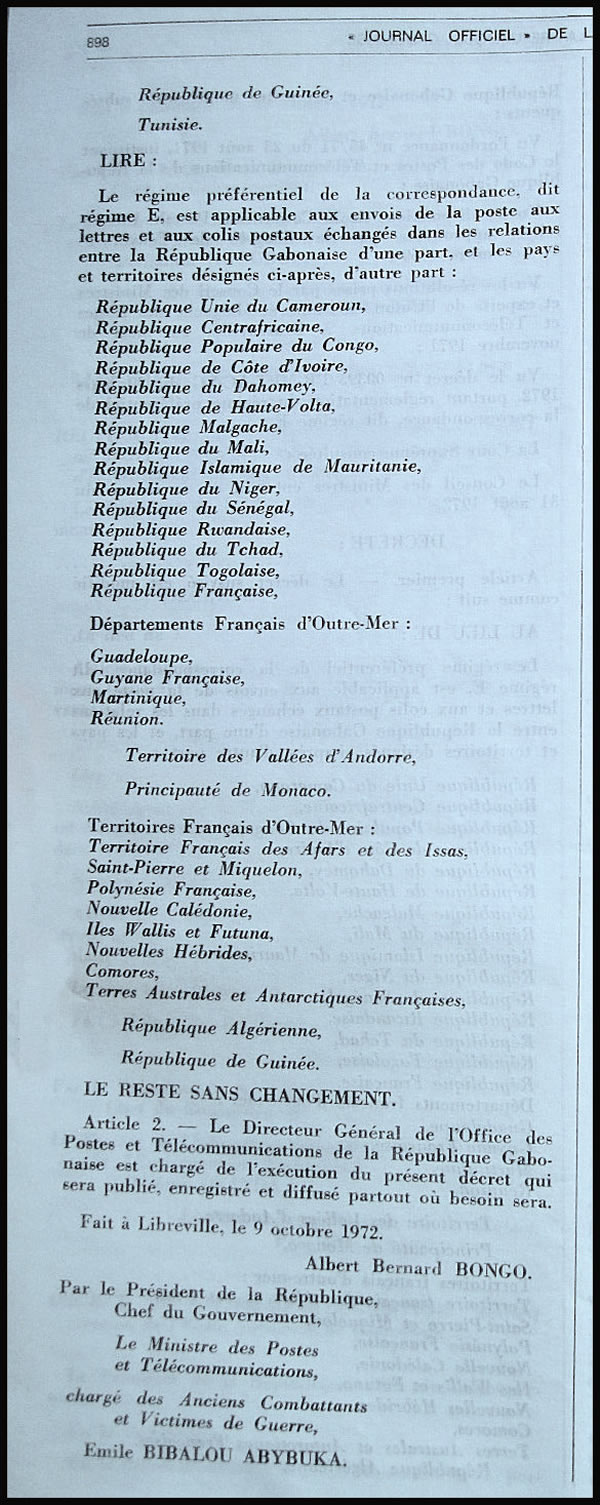 898
« JOURNAL OFFICIEL » DE L
République de Guinée,
Tunisie.
LIRE :
Le régime préférentiel de la correspondance, dit
régime E, est applicable aux envois de la poste aux
lettres et aux colis postaux échangés dans les relations
entre la République Gabonaise d'une part, et les pays
et territoires désignés ci-après, d'autre part :
République Unie du Cameroun,
République Centrafricaine,
République Populaire du Congo,
République de Côte d'Ivoire,
République du Dahomey,
République de Haute-Volta,
République Malgache,
République du Mali,
République Islamique de Mauritanie,
République du Niger,
République du Sénégal,
République Rwandaise,
République du Tchad,
République Togolaise,
République Française,
Départements Français d'Outre-Mer :
Guadeloupe,
Guyane Française,
Martinique,
Réunion.
Territoire des Vallées d'Andorre,
Principauté de Monaco.
Territoires Français d'Outre-Mer :
Territoire Français des Afars et des Issas,
Saint-Pierre et Miquelon,
Polynésie Française,
Nouvelle Calédonie,
Iles Wallis et Futuna,
Nouvelles Hébrides,
Comores,
Terres Australes et Antarctiques Françaises,
République Algérienne,
République de Guinée.
LE RESTE SANS CHANGEMENT.
Article 2. — Le Directeur Général de l'Office des
Postes et Télécommunications de la République Gabo-
naise est chargé de l'exécution du présent décret qui
sera publié, enregistré et diffusé partout où besoin sera.
Fait à Libreville, le 9 octobre 1972.
Albert Bernard BONGO.
Par le Président de la République,
Chef du Gouvernement,
Le Ministre des Postes
et Télécommunications,
chargé des Anciens Combattants
et Victimes de Guerre,
Emile BIBALOU ABYBUKA.